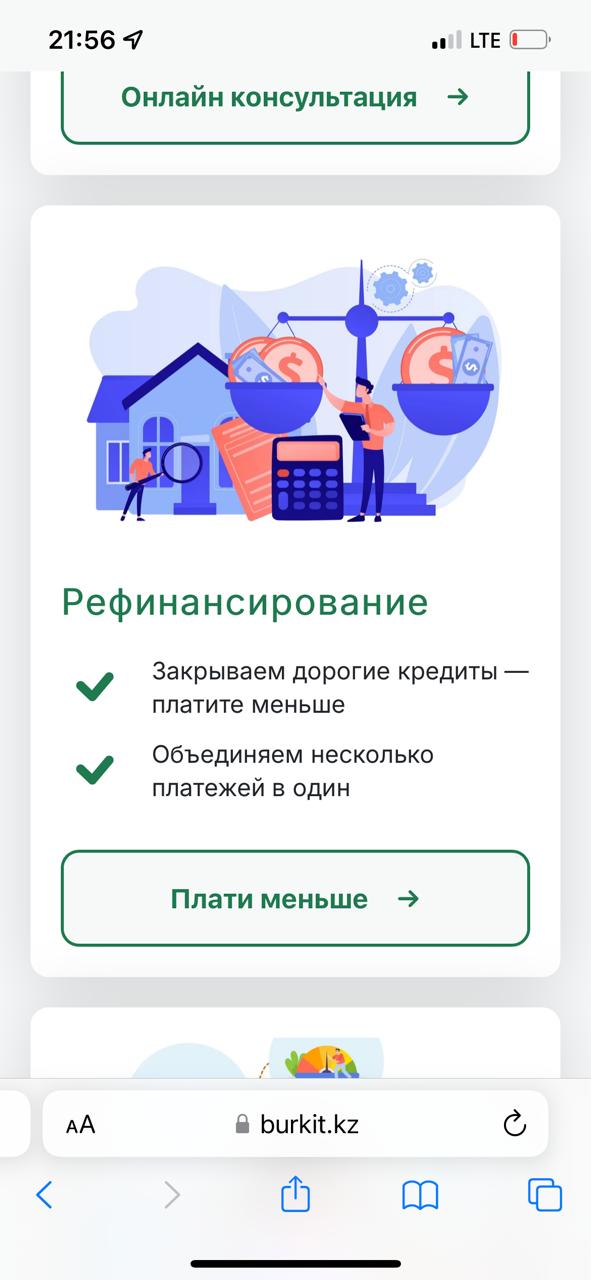 21:56
LTE
Онлайн консультация →
$ $
$ $
Рефинансирование
Закрываем дорогие кредиты —
платите меньше
Объединяем несколько
платежей в один
Плати меньше →
AA burkit.kz